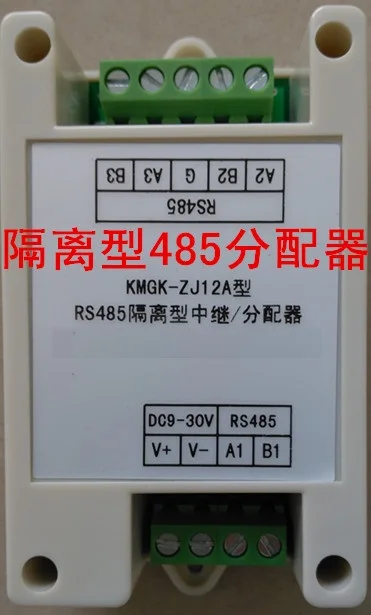 B3 A3 G B2 A2
RS485
隔离型485分配器
KMGK-ZJ12A型
RS485隔离型中继/分配器
DC9-30V RS485
V+ V- A1 B1